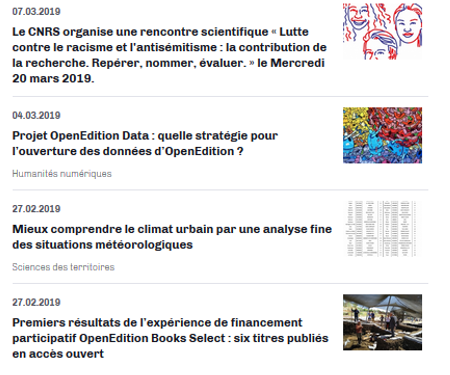 07.03.2019
Le CNRS organise une rencontre scientifique « Lutte
contre le racisme et l'antisémitisme : la contribution de
la recherche. Repérer, nommer, évaluer. » le Mercredi
20 mars 2019.
04.03.2019
Projet OpenEdition Data : quelle stratégie pour
l'ouverture des données d'OpenEdition ?
Humanités numériques
27.02.2019
Mieux comprendre le climat urbain par une analyse fine
des situations météorologiques
Sciences des territoires
27.02.2019
Premiers résultats de l'expérience de financement
participatif OpenEdition Books Select : six titres publiés
en accès ouvert